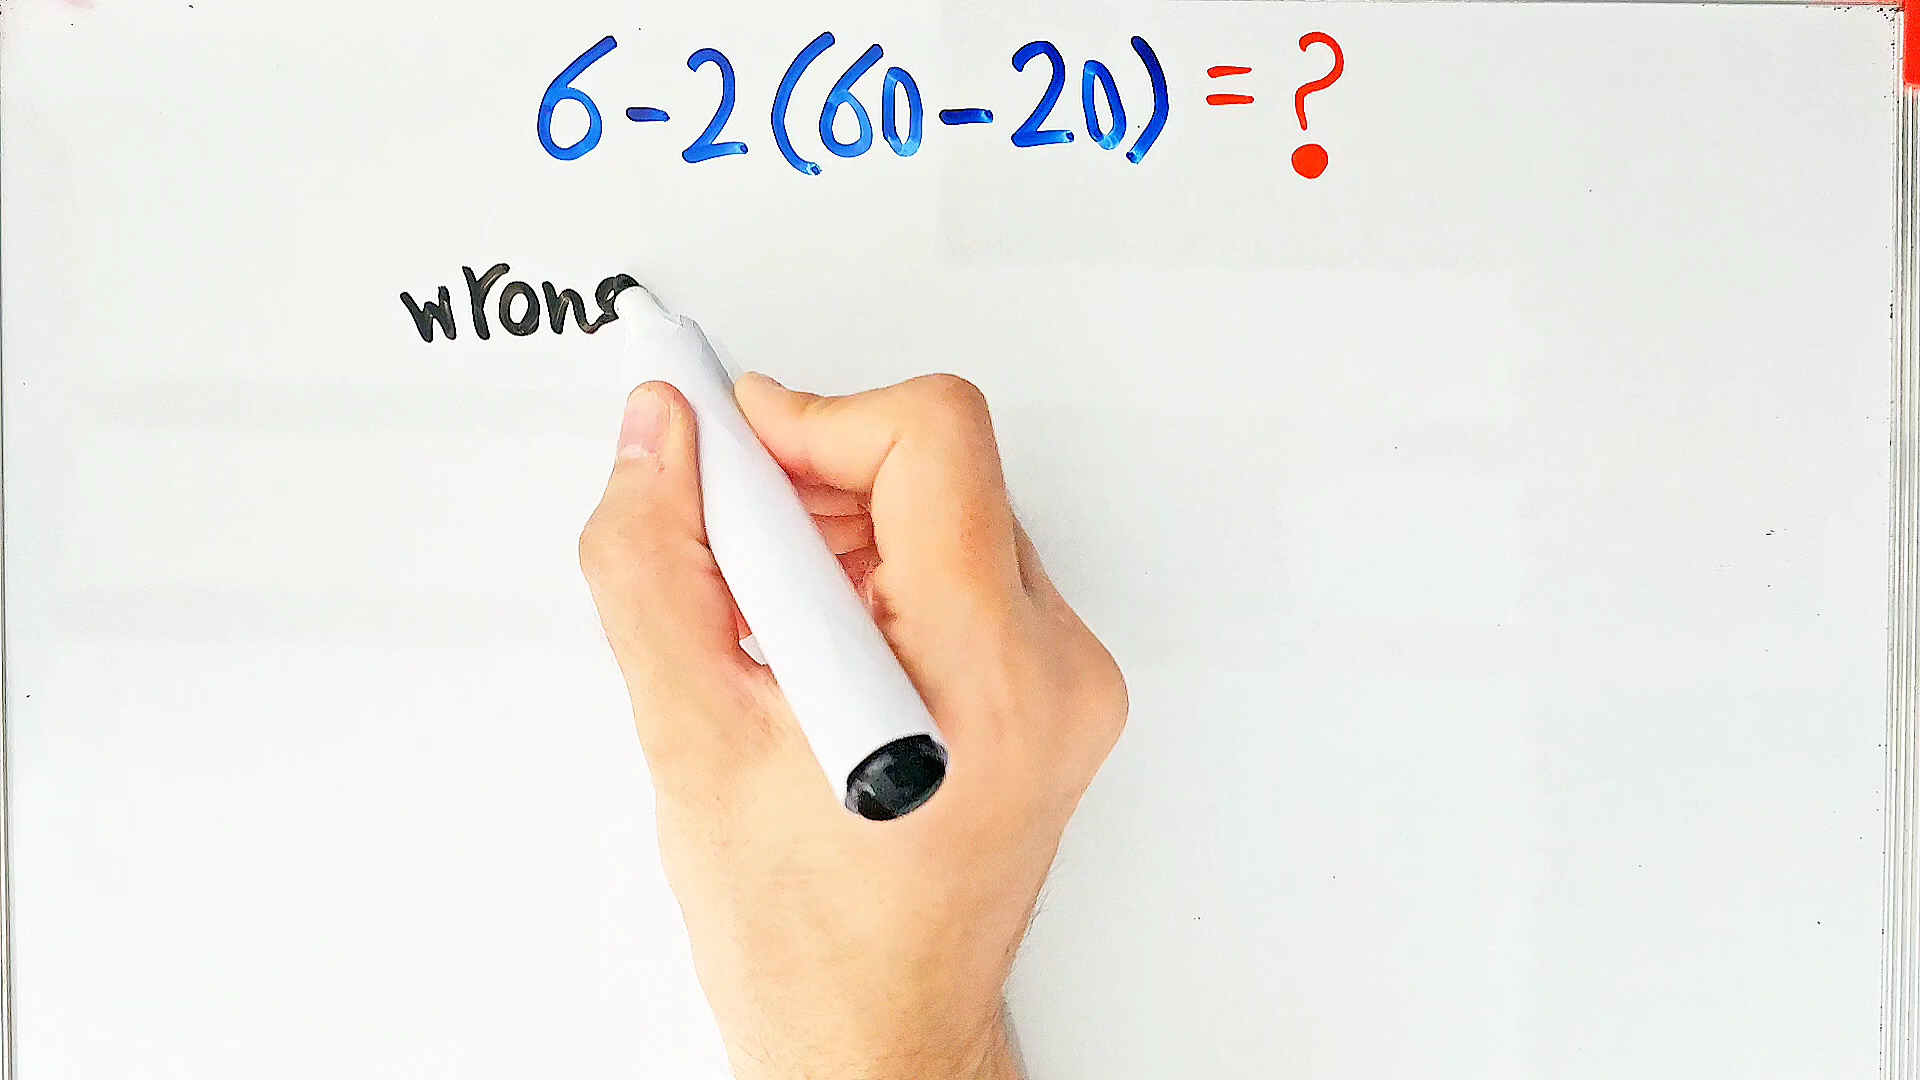 6-2(60-20) = ?
wrong